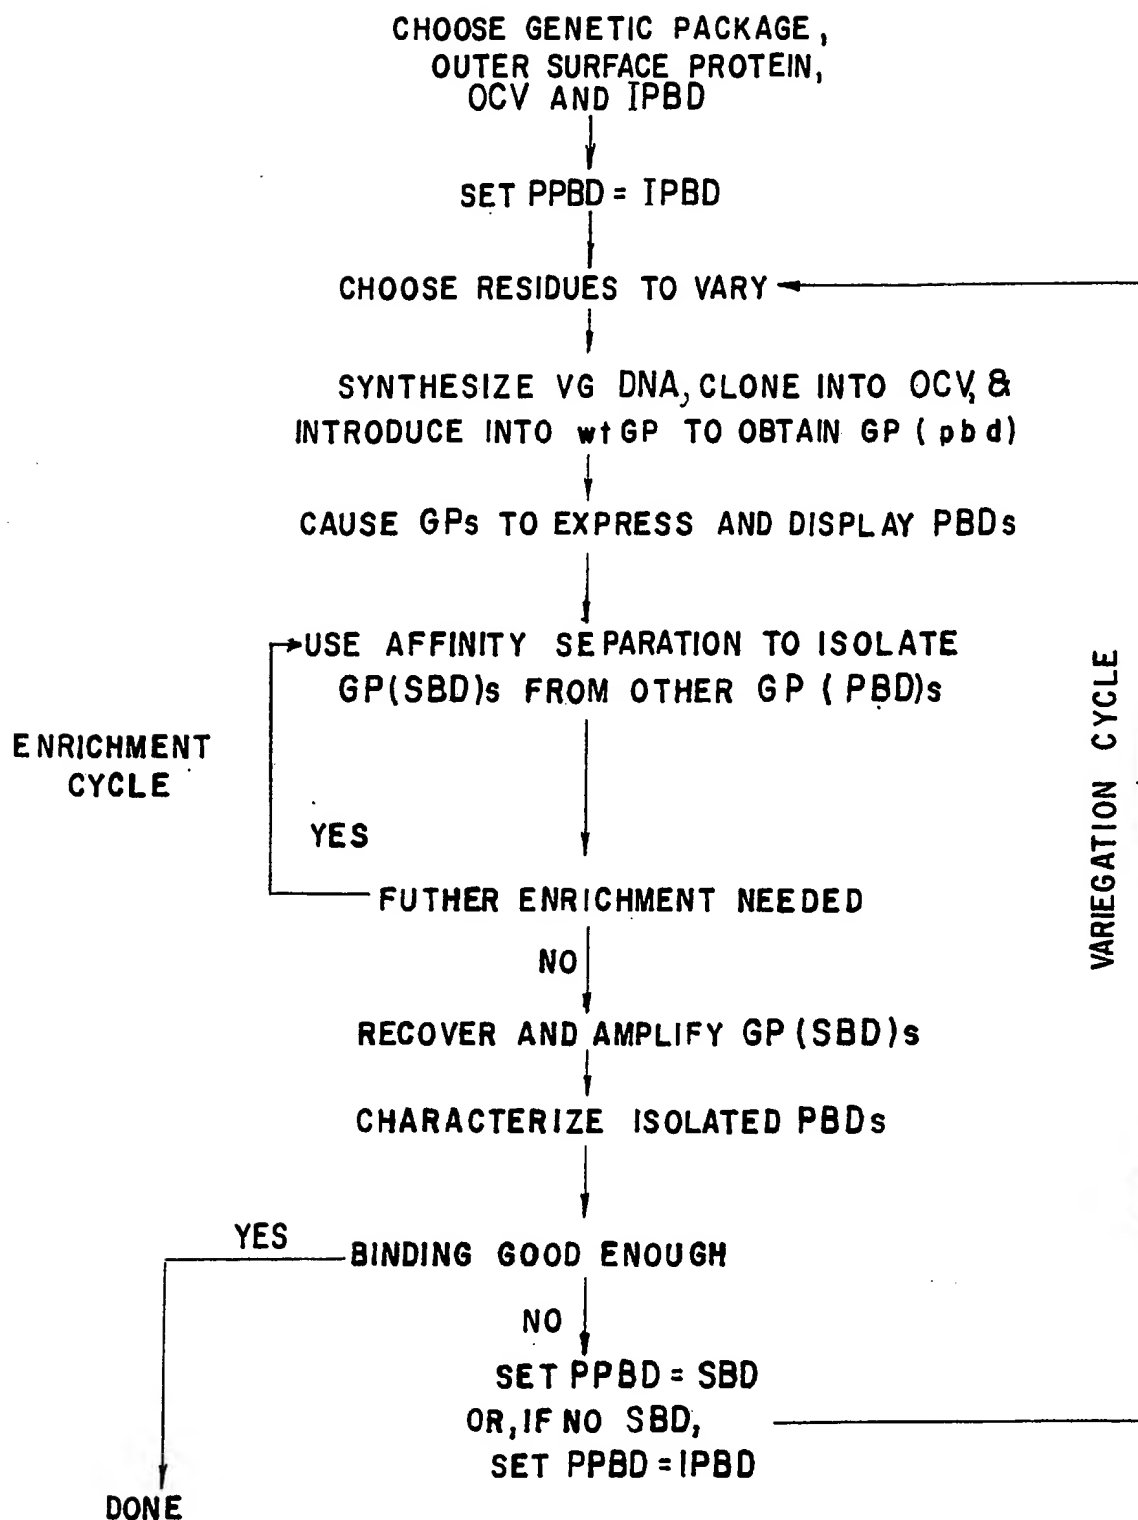 CHOOSE GENETIC PACKAGE,
OUTER SURFACE PROTEIN,
OCV AND IPBD
SET PPBD = IPBD
CHOOSE RESIDUES TO VARY
SYNTHESIZE VG DNA, CLONE INTO OCV, &
INTRODUCE INTO wtGP TO OBTAIN GP (pbd)
CAUSE GPs TO EXPRESS AND DISPLAY PBDs
USE AFFINITY SEPARATION TO ISOLATE
GP(SBD)s FROM OTHER GP (PBD)s
ENRICHMENT
CYCLE
VARIEGATION CYCLE
YES
FUTHER ENRICHMENT NEEDED
NO
RECOVER AND AMPLIFY GP (SBD)s
CHARACTERIZE ISOLATED PBDs
YES
BINDING GOOD ENOUGH
NO
SET PPBD = SBD
OR, IF NO SBD,
SET PPBD = IPBD
DONE